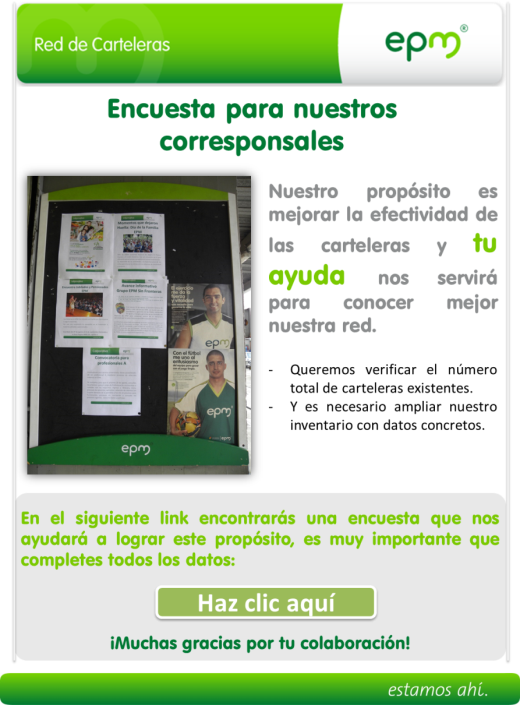 Red de Carteleras
epm®
Encuesta para nuestros
corresponsales
Nuestro propósito es
mejorar la efectividad de
las carteleras y tu
ayuda nos servirá
para conocer mejor
nuestra red.
- Queremos verificar el número
total de carteleras existentes.
- Y es necesario ampliar nuestro
inventario con datos concretos.
epm
epm
epm
En el siguiente link encontrarás una encuesta que nos
ayudará a lograr este propósito, es muy importante que
completes todos los datos:
Haz clic aquí
¡Muchas gracias por tu colaboración!
estamos ahí.